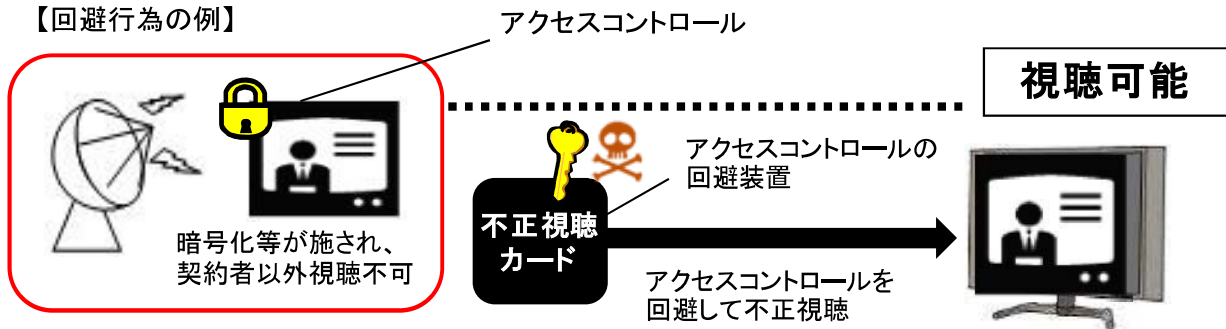 【回避行為の例】
アクセスコントロール
視聴可能
アクセスコントロールの
回避装置
不正視聴
カード
暗号化等が施され、
契約者以外視聴不可
アクセスコントロールを
回避して不正視聴